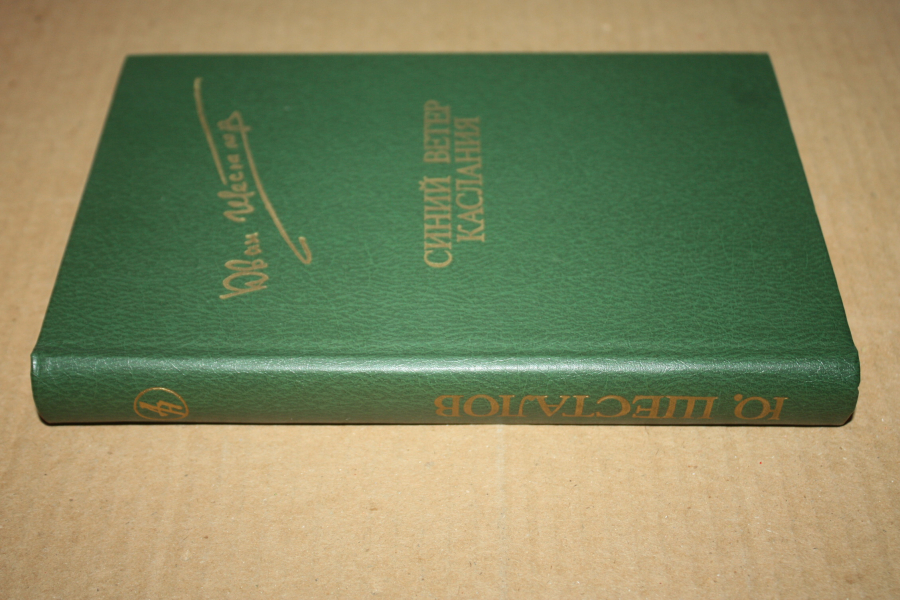 Юван Шесталов
СИНИЙ ВЕТЕР
КАСЛАНИЯ
Ю. ШЕСТАЛОВ